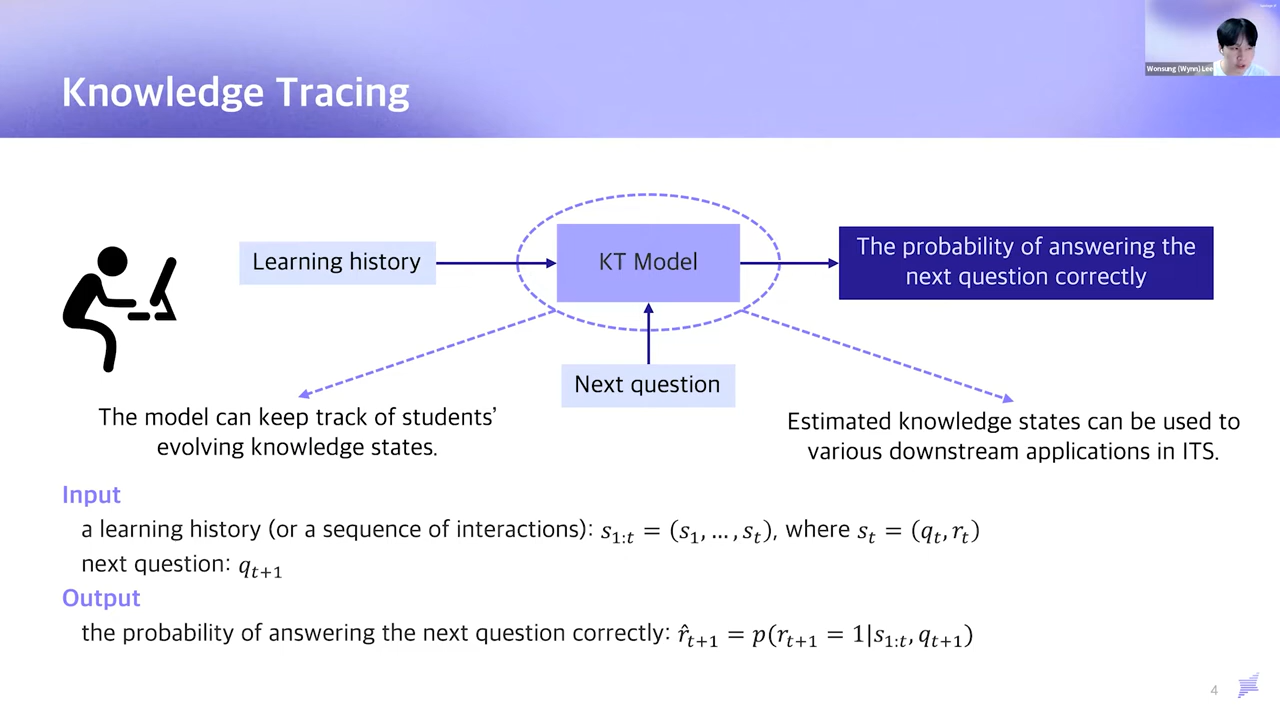 Knowledge Tracing
Wonsung (Wynn) Lee
Learning history
KT Model
The probability of answering the
next question correctly
Next question
The model can keep track of students’
evolving knowledge states.
Estimated knowledge states can be used to
various downstream applications in ITS.
Input
a learning history (or a sequence of interactions): $s_{1:t} = (s_1, \ldots, s_t)$, where $s_t = (q_t, r_t)$
next question: $q_{t+1}$
Output
the probability of answering the next question correctly: $\hat{r}_{t+1} = p(r_{t+1} = 1 | s_{1:t}, q_{t+1})$
4